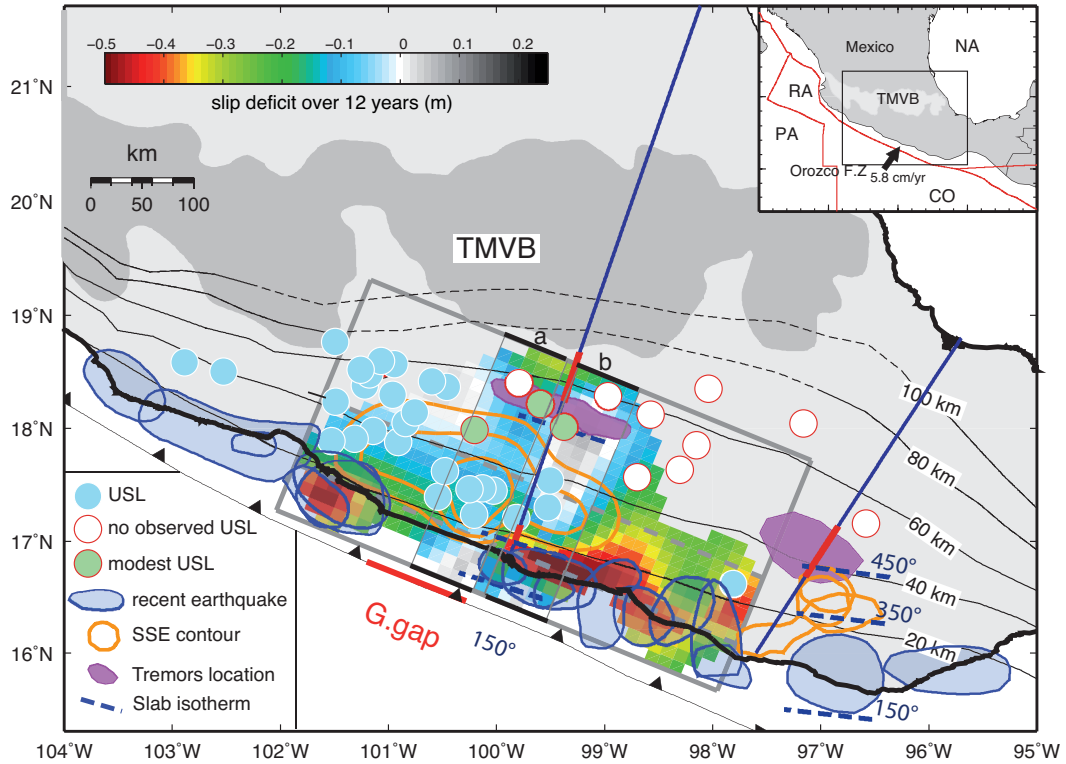 −0.5 −0.4 −0.3 −0.2 −0.1 0 0.1 0.2
slip deficit over 12 years (m)
km
0 50 100
Mexico
NA
RA
TMVB
PA
Orozco F.Z
5.8 cm/yr
CO
TMVB
a
b
100 km
80 km
60 km
40 km
20 km
450°
350°
150°
150°
G.gap
USL
no observed USL
modest USL
recent earthquake
SSE contour
Tremors location
Slab isotherm
21˚N
20˚N
19˚N
18˚N
17˚N
16˚N
104˚W 103˚W 102˚W 101˚W 100˚W 99˚W 98˚W 97˚W 96˚W 95˚W